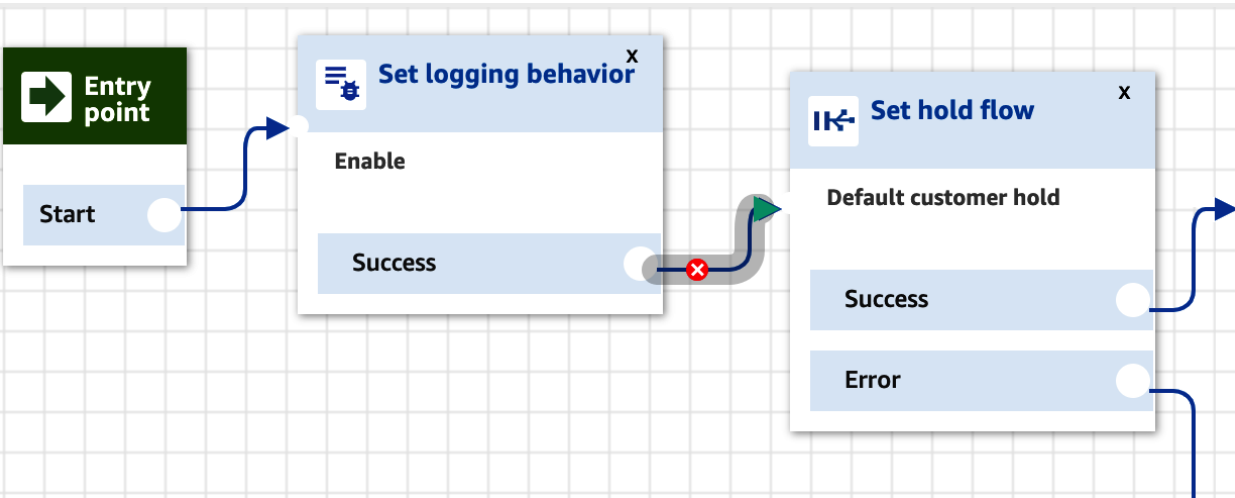 Entry
point
Start
x
Set logging behavior
Enable
Success
x
Set hold flow
Default customer hold
Success
Error